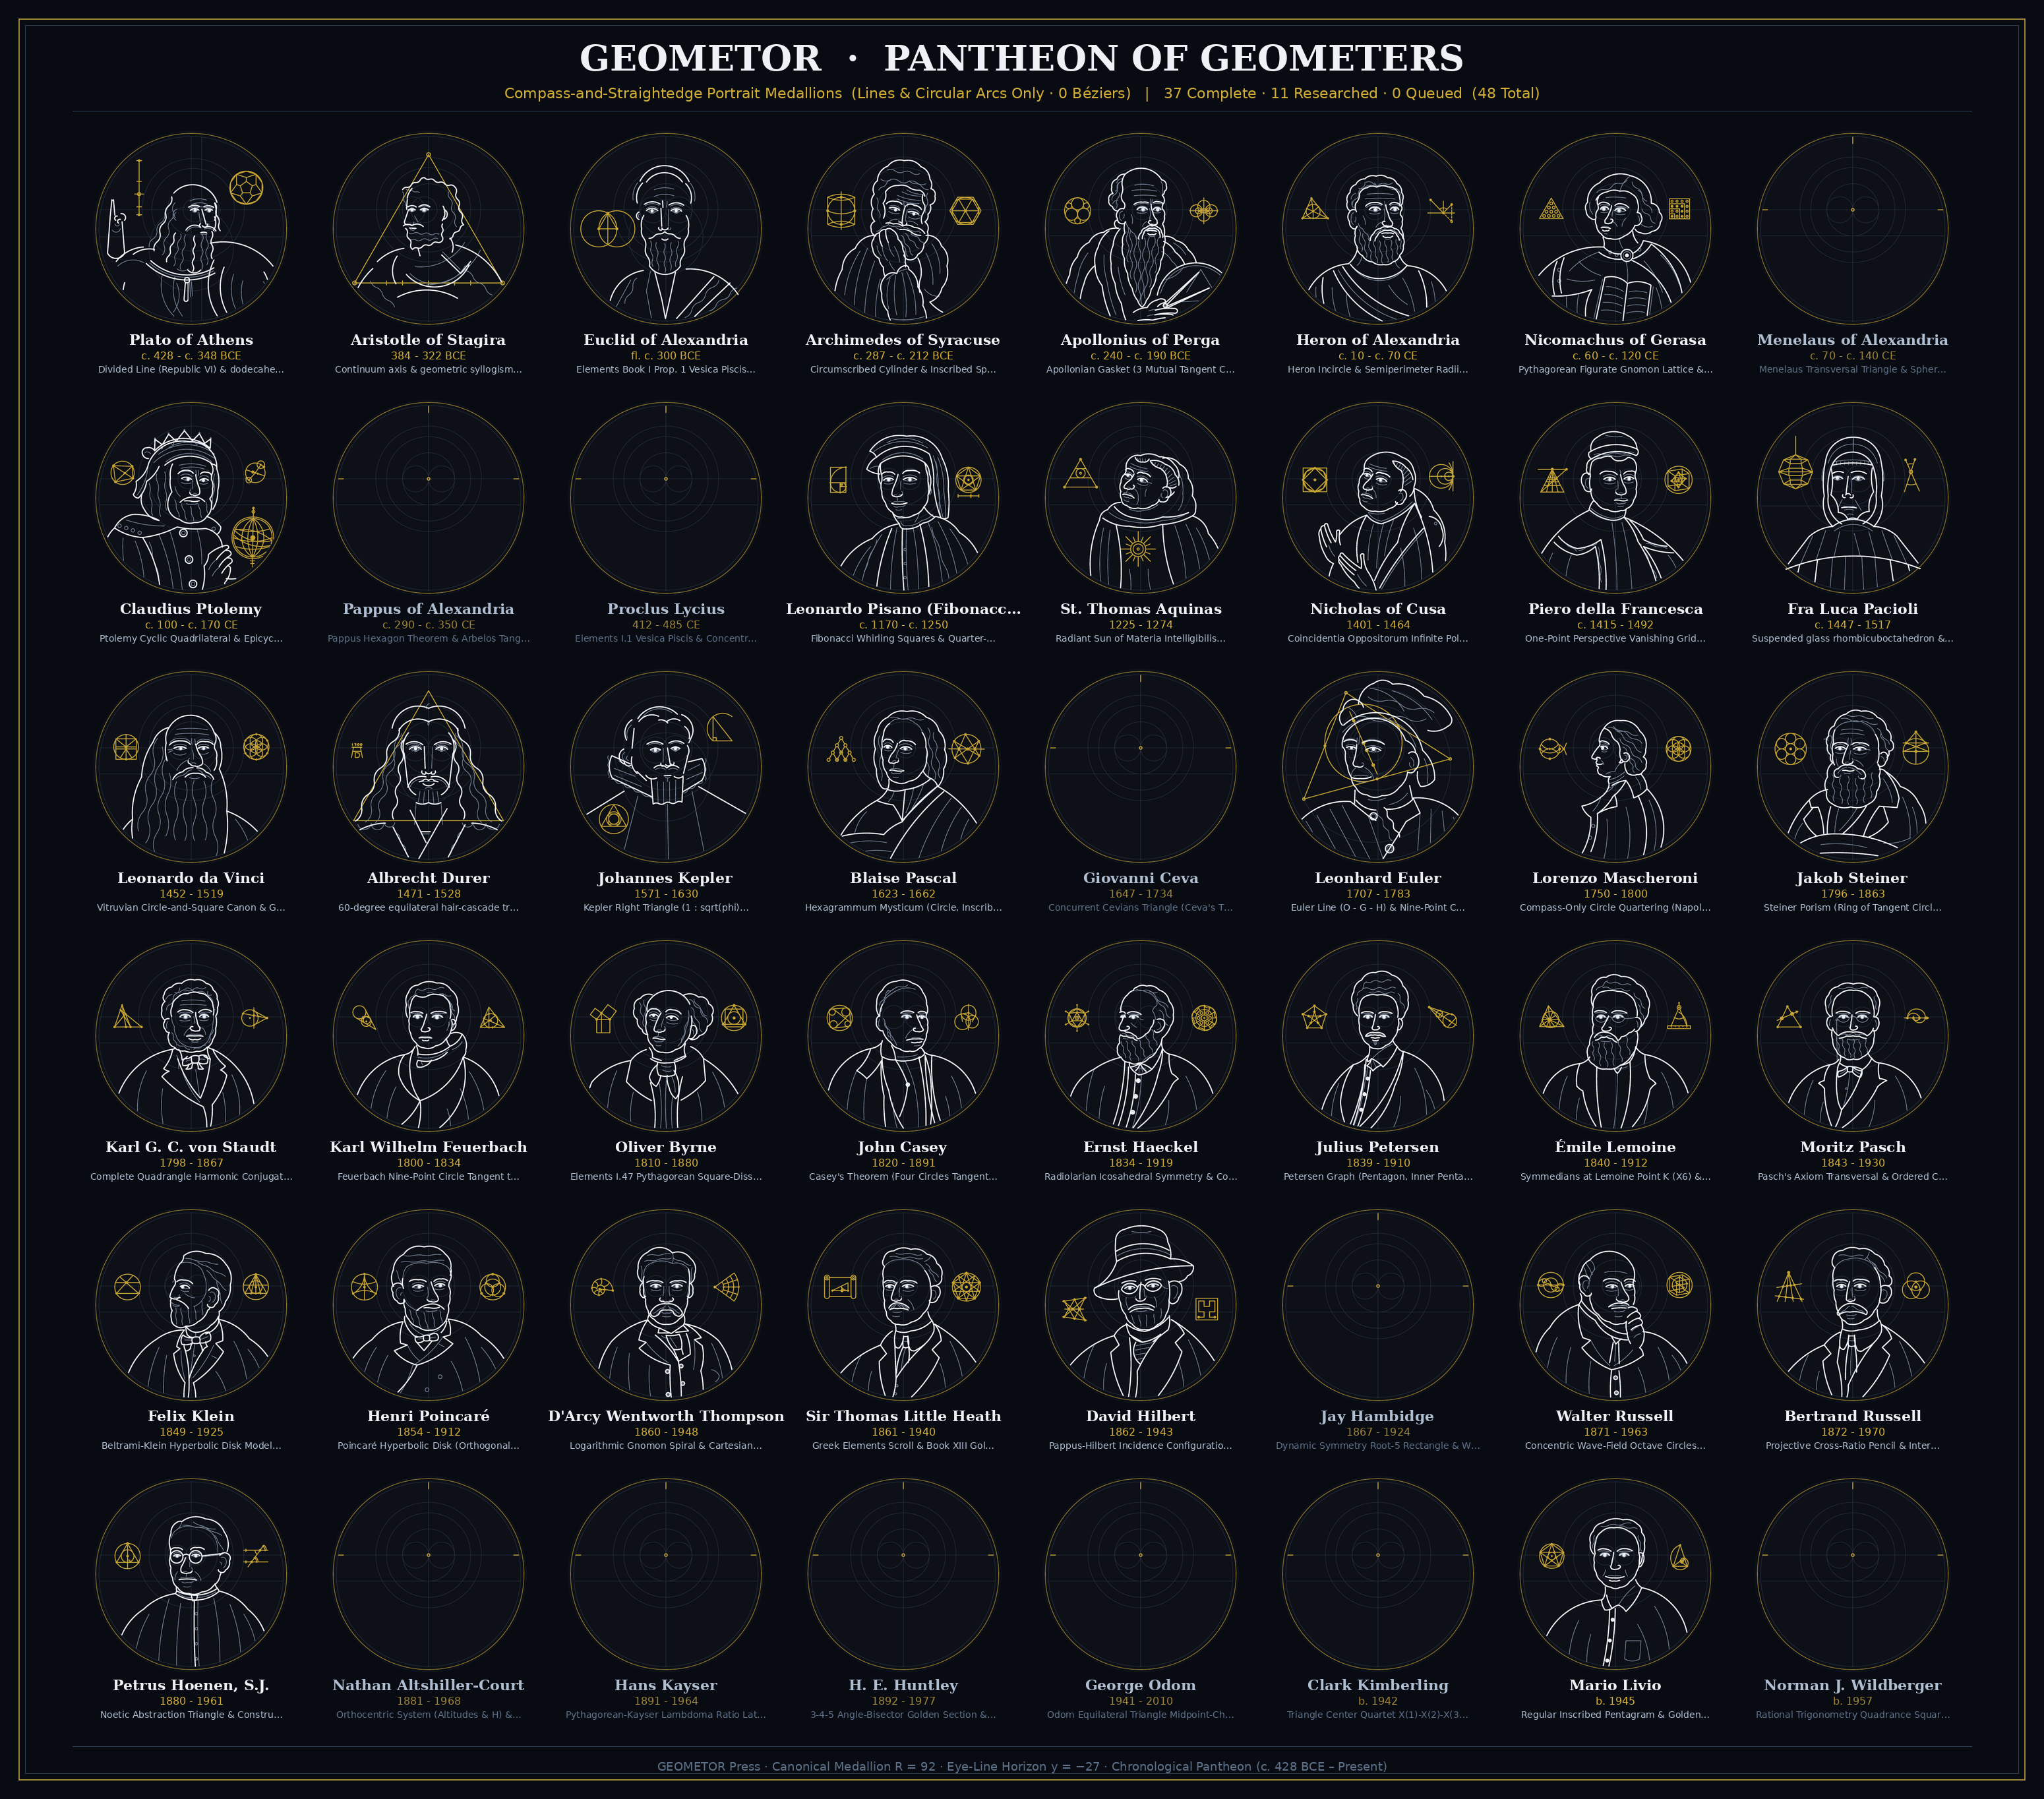 GEOMETOR · PANTHEON OF GEOMETERS
Compass-and-Straightedge Portrait Medallions (Lines & Circular Arcs Only · 0 Béziers) | 37 Complete · 11 Researched · 0 Queued (48 Total)
Plato of Athens
c. 428 - c. 348 BCE
Divided Line (Republic VI) & dodecahe...
Aristotle of Stagira
384 - 322 BCE
Continuum axis & geometric syllogism...
Euclid of Alexandria
fl. c. 300 BCE
Elements Book I Prop. 1 Vesica Piscis...
Archimedes of Syracuse
c. 287 - c. 212 BCE
Circumscribed Cylinder & Inscribed Sp...
Apollonius of Perga
c. 240 - c. 190 BCE
Apollonian Gasket (3 Mutual Tangent C...
Heron of Alexandria
c. 10 - c. 70 CE
Heron Incircle & Semiperimeter Radii...
Nicomachus of Gerasa
c. 60 - c. 120 CE
Pythagorean Figurate Gnomon Lattice &...
Menelaus of Alexandria
c. 70 - c. 140 CE
Menelaus Transversal Triangle & Spher...
Claudius Ptolemy
c. 100 - c. 170 CE
Ptolemy Cyclic Quadrilateral & Epicyc...
Pappus of Alexandria
c. 290 - c. 350 CE
Pappus Hexagon Theorem & Arbelos Tang...
Proclus Lycius
412 - 485 CE
Elements I.1 Vesica Piscis & Concentr...
Leonardo Pisano (Fibonacc...
c. 1170 - c. 1250
Fibonacci Whirling Squares & Quarter-...
St. Thomas Aquinas
1225 - 1274
Radiant Sun of Materia Intelligibilis...
Nicholas of Cusa
1401 - 1464
Coincidentia Oppositorum Infinite Pol...
Piero della Francesca
c. 1415 - 1492
One-Point Perspective Vanishing Grid...
Fra Luca Pacioli
c. 1447 - 1517
Suspended glass rhombicuboctahedron &...
Leonardo da Vinci
1452 - 1519
Vitruvian Circle-and-Square Canon & G...
Albrecht Durer
1471 - 1528
60-degree equilateral hair-cascade tr...
Johannes Kepler
1571 - 1630
Kepler Right Triangle (1 : sqrt(phi)...
Blaise Pascal
1623 - 1662
Hexagrammum Mysticum (Circle, Inscrib...
Giovanni Ceva
1647 - 1734
Concurrent Cevians Triangle (Ceva's T...
Leonhard Euler
1707 - 1783
Euler Line (O - G - H) & Nine-Point C...
Lorenzo Mascheroni
1750 - 1800
Compass-Only Circle Quartering (Napol...
Jakob Steiner
1796 - 1863
Steiner Porism (Ring of Tangent Circl...
Karl G. C. von Staudt
1798 - 1867
Complete Quadrangle Harmonic Conjugat...
Karl Wilhelm Feuerbach
1800 - 1834
Feuerbach Nine-Point Circle Tangent t...
Oliver Byrne
1810 - 1880
Elements I.47 Pythagorean Square-Diss...
John Casey
1820 - 1891
Casey's Theorem (Four Circles Tangent...
Ernst Haeckel
1834 - 1919
Radiolarian Icosahedral Symmetry & Co...
Julius Petersen
1839 - 1910
Petersen Graph (Pentagon, Inner Penta...
Émile Lemoine
1840 - 1912
Symmedians at Lemoine Point K (X6) &...
Moritz Pasch
1843 - 1930
Pasch's Axiom Transversal & Ordered C...
Felix Klein
1849 - 1925
Beltrami-Klein Hyperbolic Disk Model...
Henri Poincaré
1854 - 1912
Poincaré Hyperbolic Disk (Orthogonal...
D'Arcy Wentworth Thompson
1860 - 1948
Logarithmic Gnomon Spiral & Cartesian...
Sir Thomas Little Heath
1861 - 1940
Greek Elements Scroll & Book XIII Gol...
David Hilbert
1862 - 1943
Pappus-Hilbert Incidence Configuratio...
Jay Hambidge
1867 - 1924
Dynamic Symmetry Root-5 Rectangle & W...
Walter Russell
1871 - 1963
Concentric Wave-Field Octave Circles...
Bertrand Russell
1872 - 1970
Projective Cross-Ratio Pencil & Inter...
Petrus Hoenen, S.J.
1880 - 1961
Noetic Abstraction Triangle & Constru...
Nathan Altshiller-Court
1881 - 1968
Orthocentric System (Altitudes & H) &...
Hans Kayser
1891 - 1964
Pythagorean-Kayser Lambdoma Ratio Lat...
H. E. Huntley
1892 - 1977
3-4-5 Angle-Bisector Golden Section &...
George Odom
1941 - 2010
Odom Equilateral Triangle Midpoint-Ch...
Clark Kimberling
b. 1942
Triangle Center Quartet X(1)-X(2)-X(3...
Mario Livio
b. 1945
Regular Inscribed Pentagram & Golden...
Norman J. Wildberger
b. 1957
Rational Trigonometry Quadrance Squar...
GEOMETOR Press · Canonical Medallion R = 92 · Eye-Line Horizon y = −27 · Chronological Pantheon (c. 428 BCE – Present)